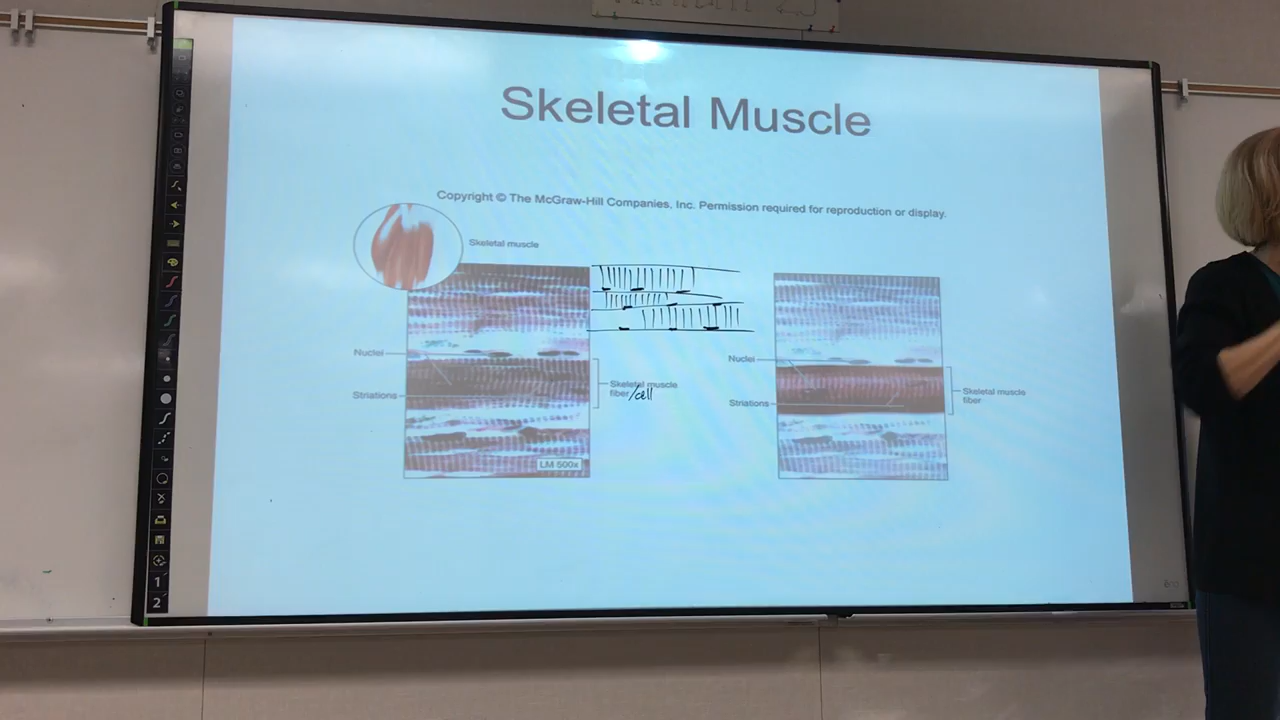 Skeletal Muscle
Copyright © The McGraw-Hill Companies, Inc. Permission required for reproduction or display.
Skeletal muscle
Nuclei
Striations
Skeletal muscle
fiber/cell
LM 500x
Nuclei
Striations
Skeletal muscle
fiber
1
2